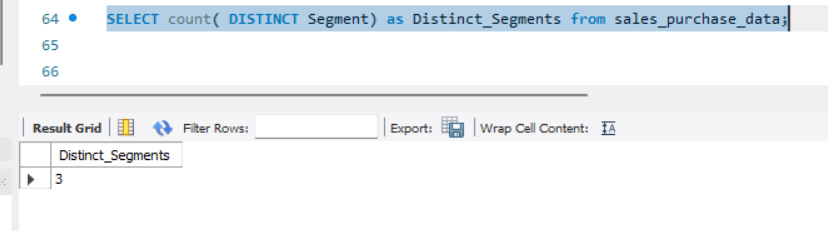 64 SELECT count( DISTINCT Segment) as Distinct_Segments from sales_purchase_data;
65
66
Result Grid Filter Rows: Export: Wrap Cell Content: IA
Distinct_Segments
3